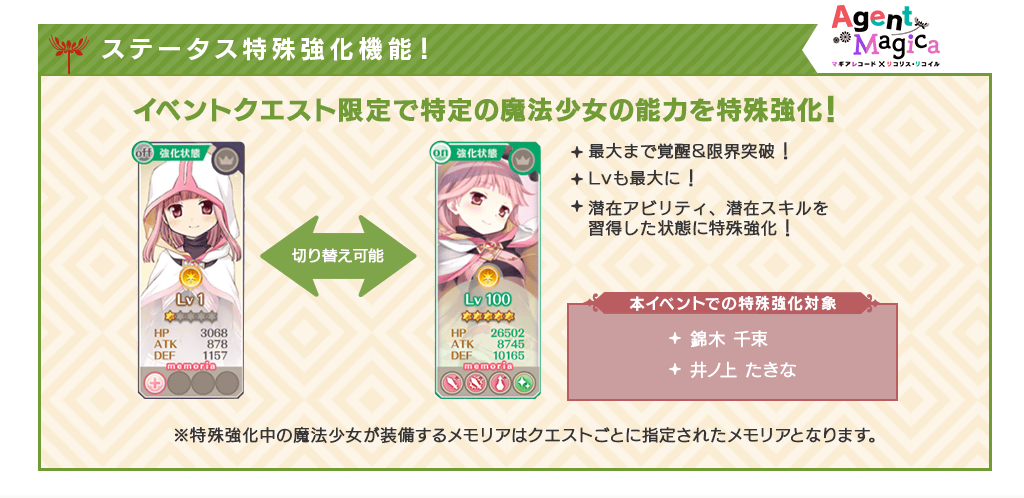 ステータス特殊強化機能!
Agent
Magica
マギアレコード×リコリス・リコイル
イベントクエスト限定で特定の魔法少女の能力を特殊強化!
off 強化状態
Lv 1
HP 3068
ATK 878
DEF 1157
memoria
切り替え可能
on 強化状態
Lv 100
HP 26502
ATK 8745
DEF 10165
memoria
最大まで覚醒&限界突破!
Lvも最大に!
潜在アビリティ、潜在スキルを
習得した状態に特殊強化!
本イベントでの特殊強化対象
錦木 千束
井ノ上 たきな
※特殊強化中の魔法少女が装備するメモリアはクエストごとに指定されたメモリアとなります。